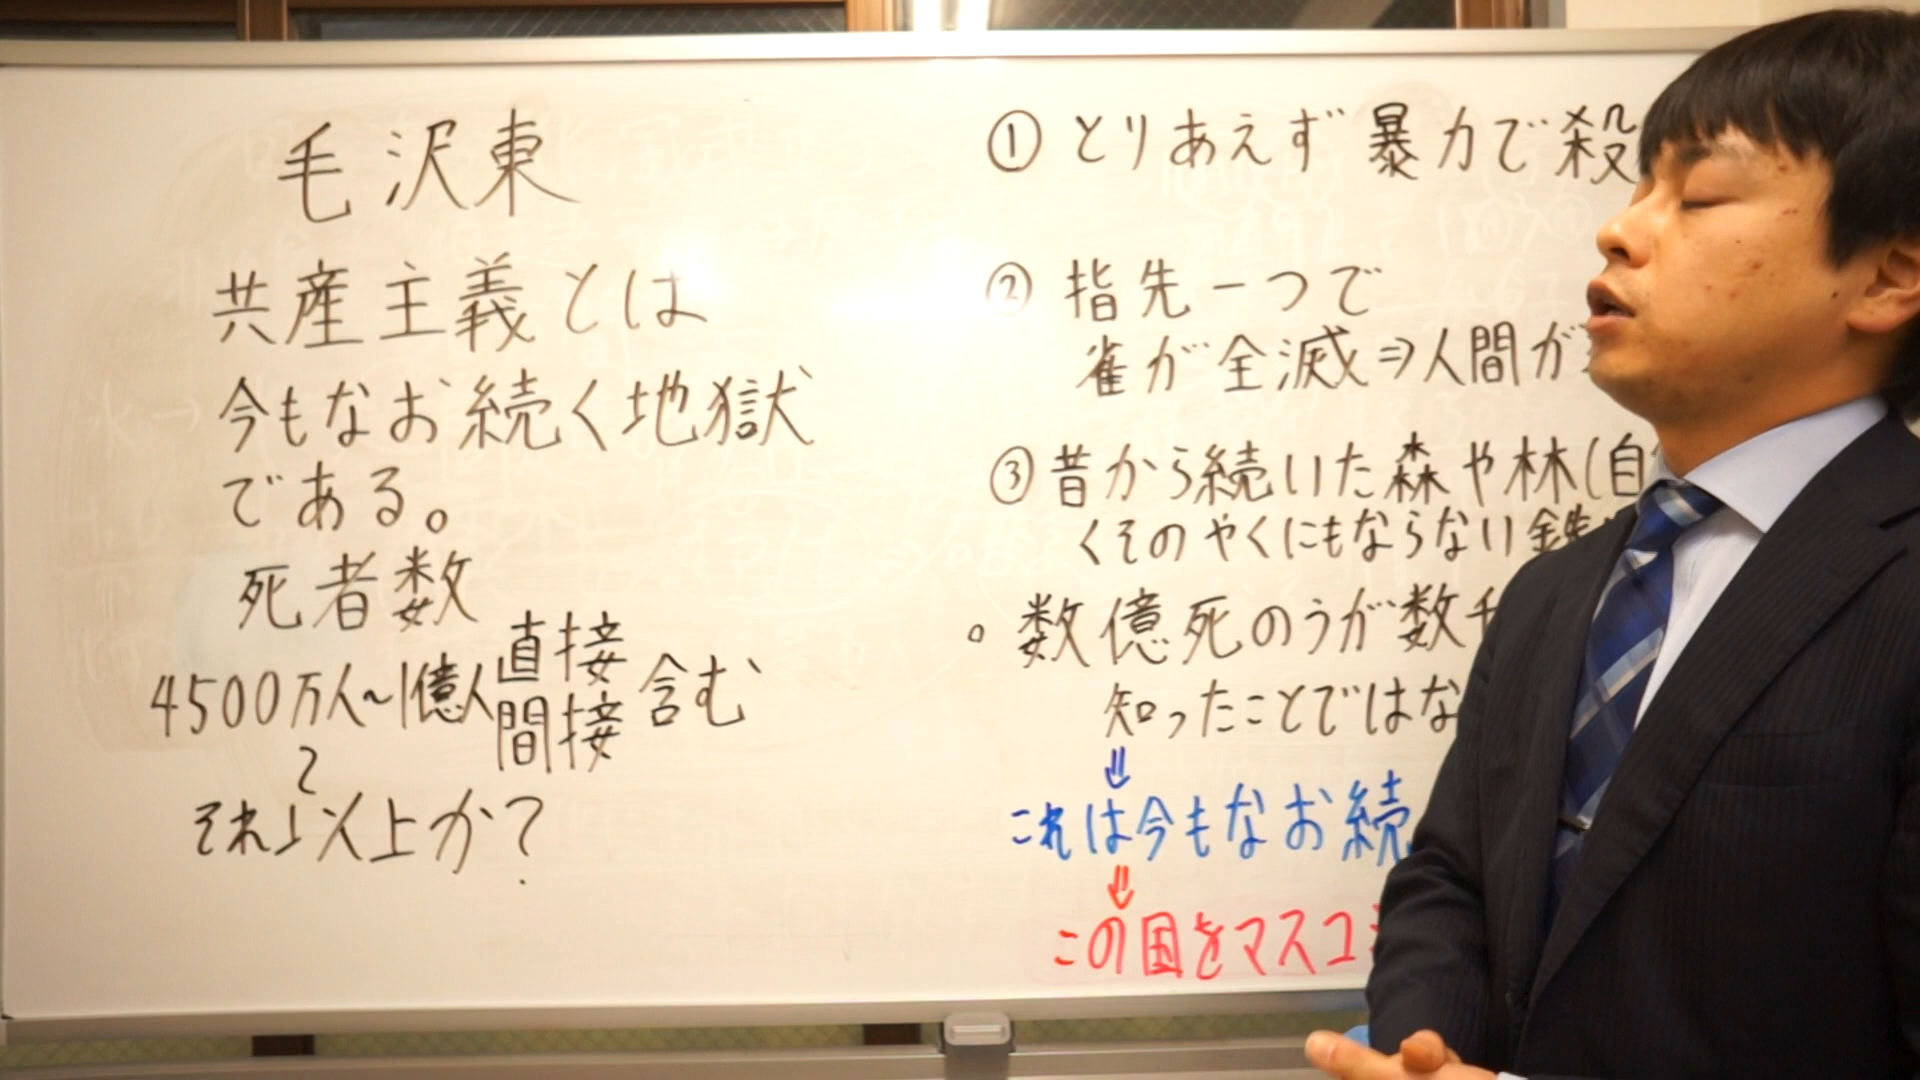 毛沢東
共産主義とは
今もなお続く地獄
である。
死者数
4500万人~1億人 直接 間接 含む
~
それ以上か?
① とりあえず暴力で殺
② 指先一つで
雀が全滅⇒人間が
③ 昔から続いた森や林(自
くそのやくにもならない鉄
。数億死のうが数千
知ったことではな
⇓
これは今もなお続
⇓
この国をマスコ